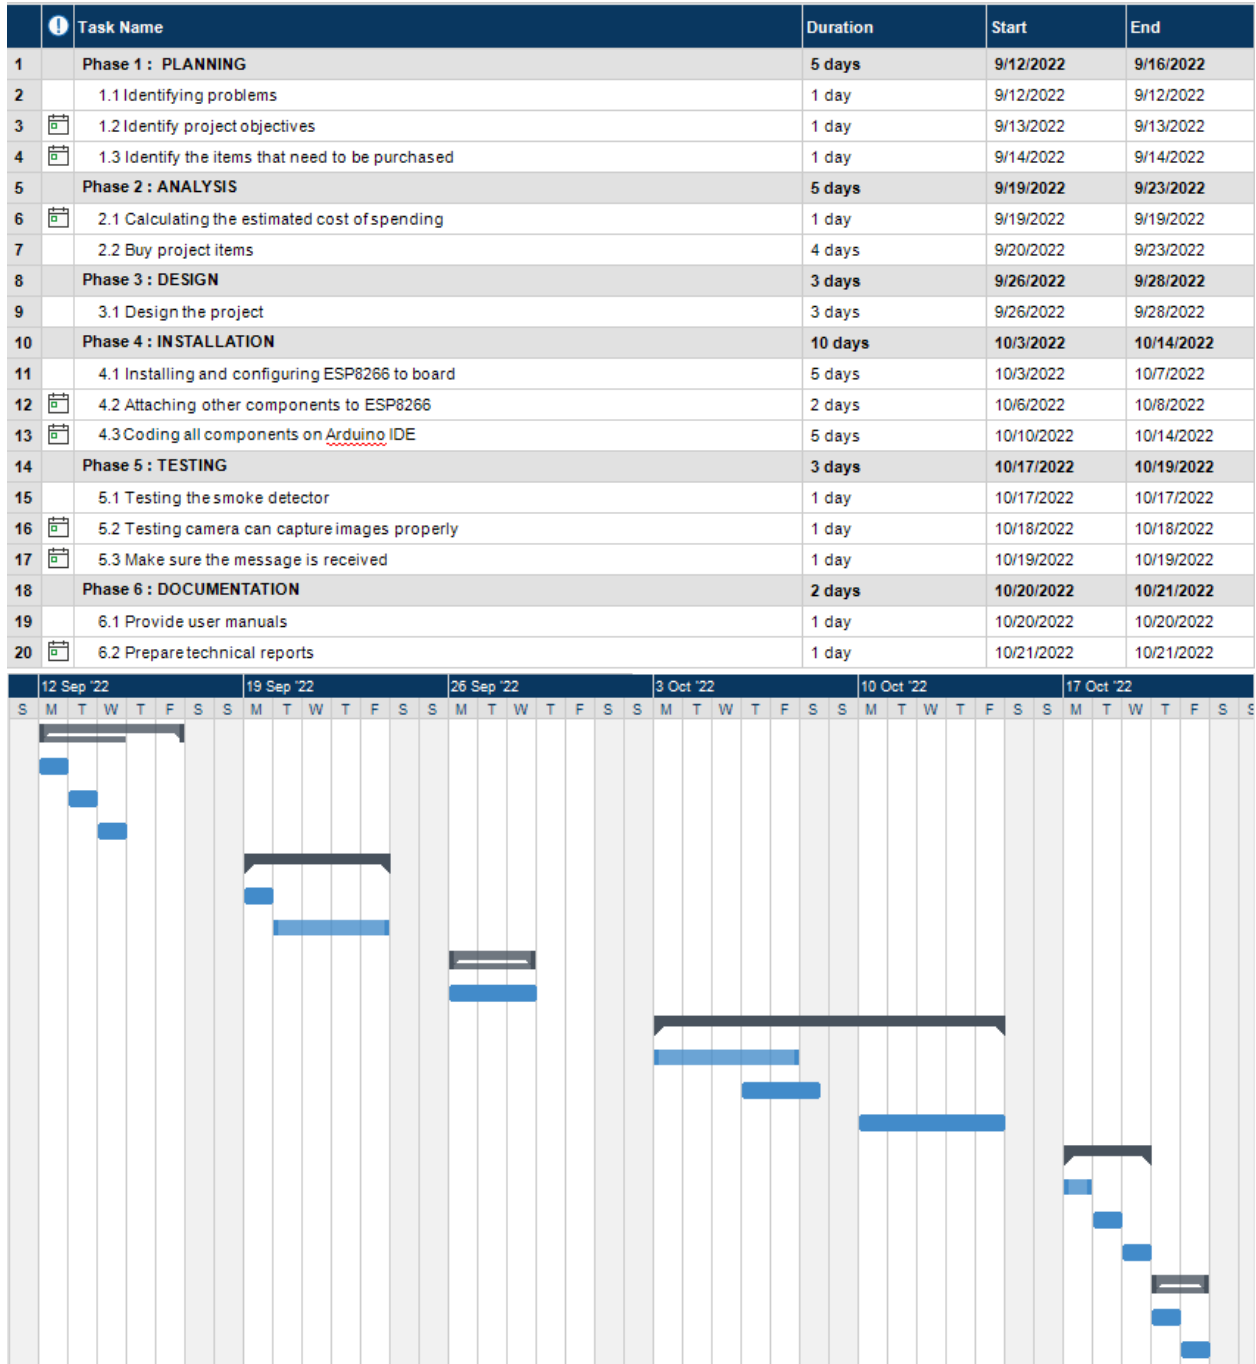 Task Name Duration Start End
1 Phase 1 : PLANNING 5 days 9/12/2022 9/16/2022
2 1.1 Identifying problems 1 day 9/12/2022 9/12/2022
3 1.2 Identify project objectives 1 day 9/13/2022 9/13/2022
4 1.3 Identify the items that need to be purchased 1 day 9/14/2022 9/14/2022
5 Phase 2 : ANALYSIS 5 days 9/19/2022 9/23/2022
6 2.1 Calculating the estimated cost of spending 1 day 9/19/2022 9/19/2022
7 2.2 Buy project items 4 days 9/20/2022 9/23/2022
8 Phase 3 : DESIGN 3 days 9/26/2022 9/28/2022
9 3.1 Design the project 3 days 9/26/2022 9/28/2022
10 Phase 4 : INSTALLATION 10 days 10/3/2022 10/14/2022
11 4.1 Installing and configuring ESP8266 to board 5 days 10/3/2022 10/7/2022
12 4.2 Attaching other components to ESP8266 2 days 10/6/2022 10/8/2022
13 4.3 Coding all components on Arduino IDE 5 days 10/10/2022 10/14/2022
14 Phase 5 : TESTING 3 days 10/17/2022 10/19/2022
15 5.1 Testing the smoke detector 1 day 10/17/2022 10/17/2022
16 5.2 Testing camera can capture images properly 1 day 10/18/2022 10/18/2022
17 5.3 Make sure the message is received 1 day 10/19/2022 10/19/2022
18 Phase 6 : DOCUMENTATION 2 days 10/20/2022 10/21/2022
19 6.1 Provide user manuals 1 day 10/20/2022 10/20/2022
20 6.2 Prepare technical reports 1 day 10/21/2022 10/21/2022
12 Sep '22 19 Sep '22 26 Sep '22 3 Oct '22 10 Oct '22 17 Oct '22
S M T W T F S S M T W T F S S M T W T F S S M T W T F S S M T W T F S S M T W T F S S